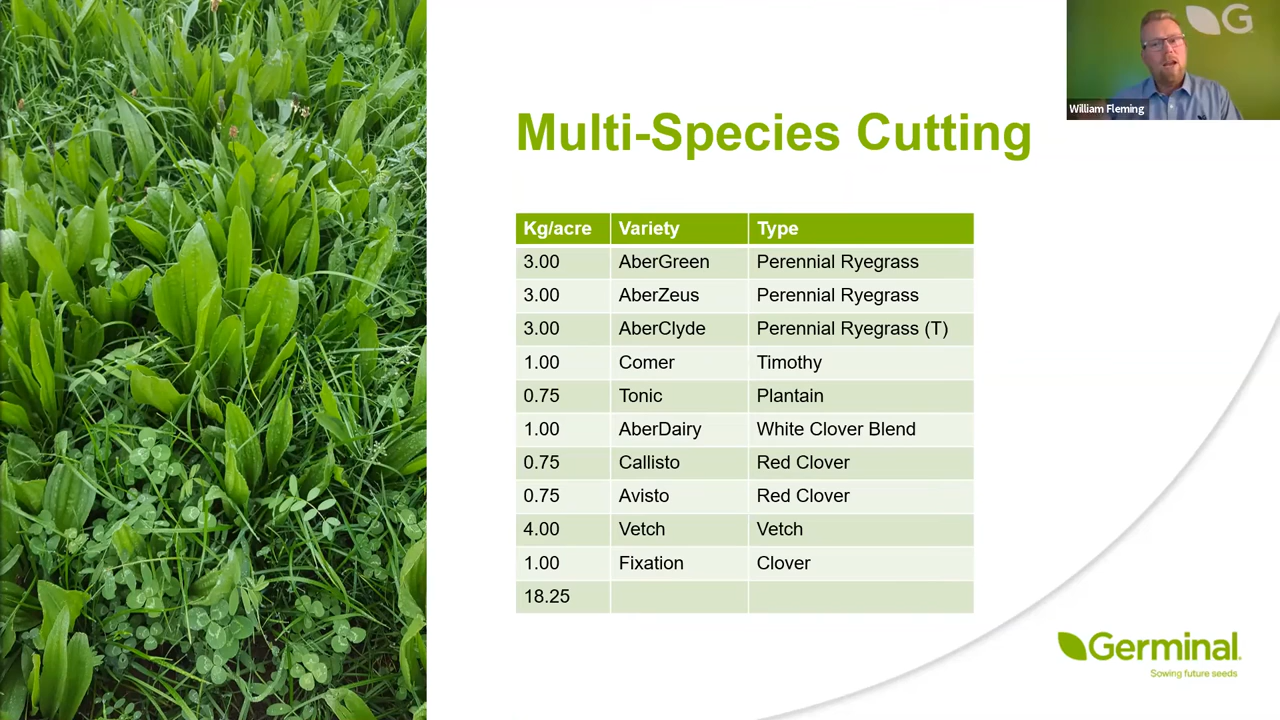 G
William Fleming
Multi-Species Cutting
Kg/acre Variety Type
3.00 AberGreen Perennial Ryegrass
3.00 AberZeus Perennial Ryegrass
3.00 AberClyde Perennial Ryegrass (T)
1.00 Comer Timothy
0.75 Tonic Plantain
1.00 AberDairy White Clover Blend
0.75 Callisto Red Clover
0.75 Avisto Red Clover
4.00 Vetch Vetch
1.00 Fixation Clover
18.25
Germinal.
Sowing future seeds